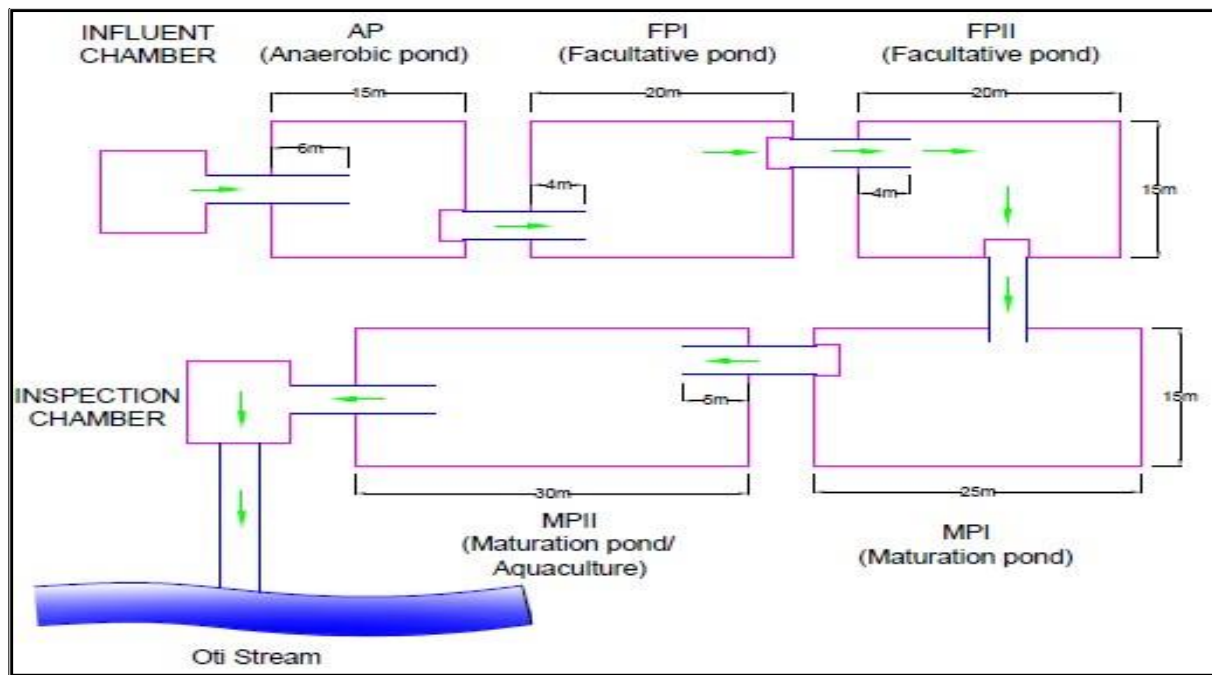 INFLUENT
CHAMBER
AP
(Anaerobic pond)
FPI
(Facultative pond)
FPII
(Facultative pond)
15m
20m
20m
6m
4m
4m
15m
INSPECTION
CHAMBER
5m
15m
30m
25m
MPII
(Maturation pond/
Aquaculture)
MPI
(Maturation pond)
Oti Stream